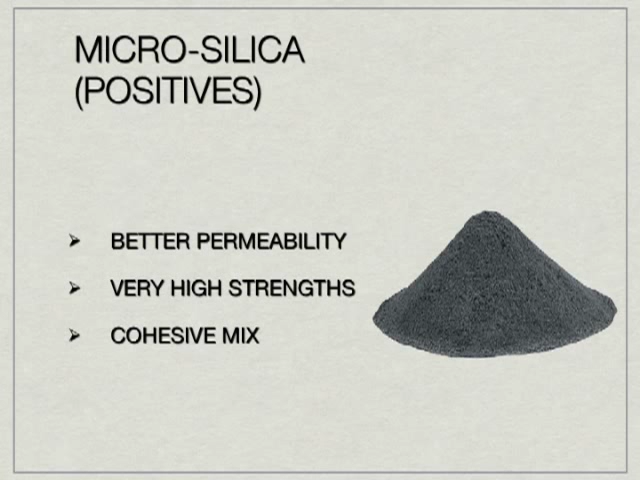 MICRO-SILICA
(POSITIVES)
➢ BETTER PERMEABILITY
➢ VERY HIGH STRENGTHS
➢ COHESIVE MIX